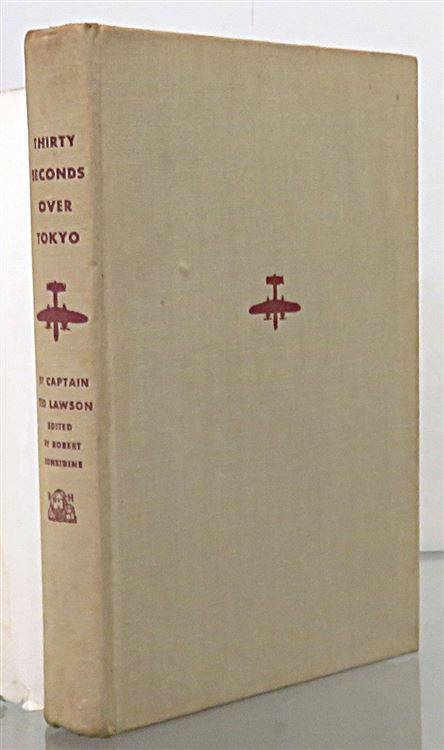 THIRTY
SECONDS
OVER
TOKYO
BY CAPTAIN
TED LAWSON
EDITED
BY ROBERT
CONSIDINE
R H